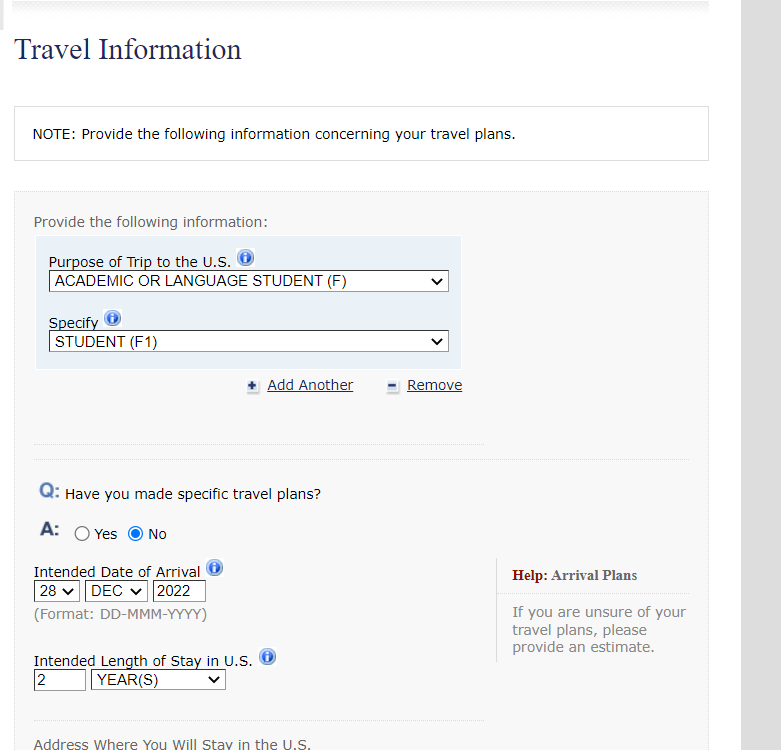 Travel Information
NOTE: Provide the following information concerning your travel plans.
Provide the following information:
Purpose of Trip to the U.S.
ACADEMIC OR LANGUAGE STUDENT (F)
Specify
STUDENT (F1)
Add Another Remove
Q: Have you made specific travel plans?
A: Yes No
Intended Date of Arrival
28 DEC 2022
(Format: DD-MMM-YYYY)
Help: Arrival Plans
If you are unsure of your
travel plans, please
provide an estimate.
Intended Length of Stay in U.S.
2 YEAR(S)
Address Where You Will Stay in the U.S.